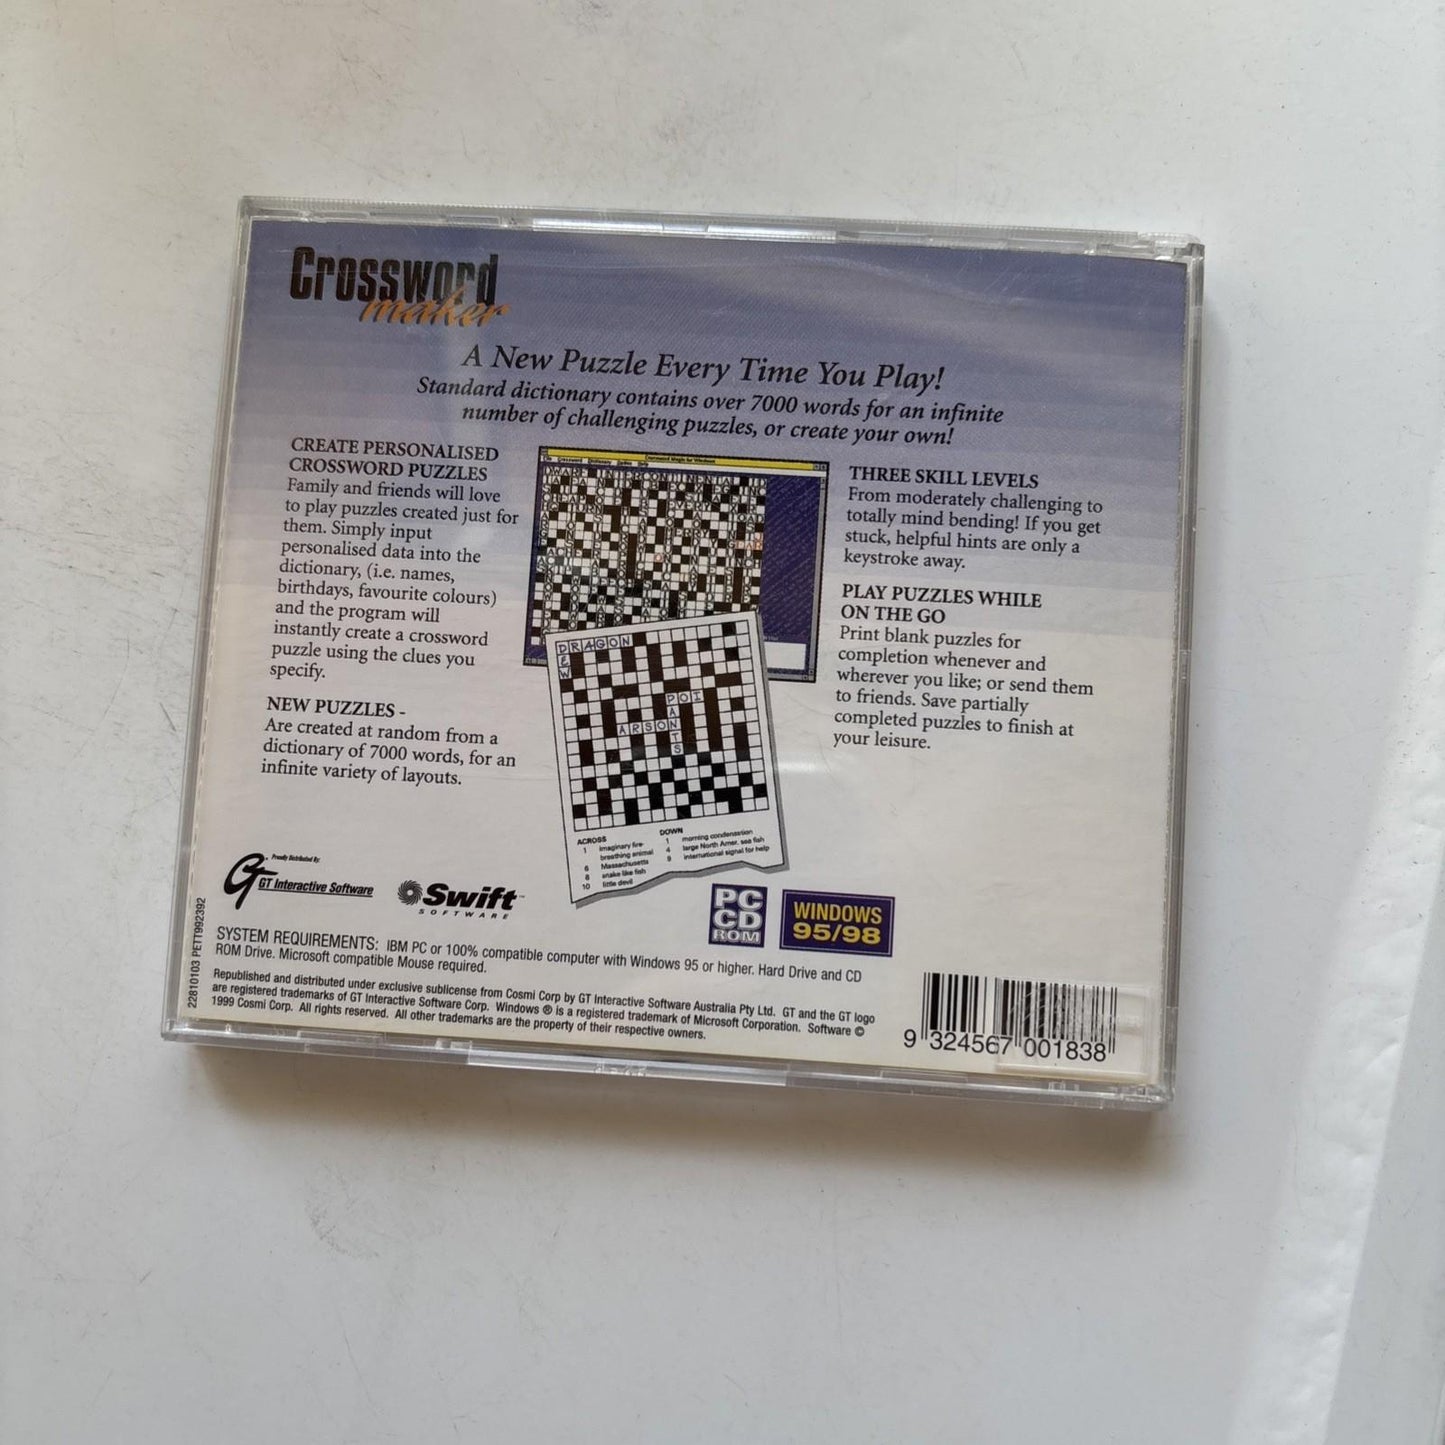 Crossword
maker
A New Puzzle Every Time You Play!
Standard dictionary contains over 7000 words for an infinite
number of challenging puzzles, or create your own!
CREATE PERSONALISED
CROSSWORD PUZZLES
Family and friends will love
to play puzzles created just for
them. Simply input
personalised data into the
dictionary, (i.e. names,
birthdays, favourite colours)
and the program will
instantly create a crossword
puzzle using the clues you
specify.
NEW PUZZLES -
Are created at random from a
dictionary of 7000 words, for an
infinite variety of layouts.
DRAGON
DEW
POI
PANTS
ARSON
ACROSS
1 imaginary fire-
breathing animal
6 Massachusetts
8 snake like fish
10 little devil
DOWN
1 morning condensation
4 large North Amer. sea fish
9 international signal for help
THREE SKILL LEVELS
From moderately challenging to
totally mind bending! If you get
stuck, helpful hints are only a
keystroke away.
PLAY PUZZLES WHILE
ON THE GO
Print blank puzzles for
completion whenever and
wherever you like; or send them
to friends. Save partially
completed puzzles to finish at
your leisure.
Proudly Distributed By:
GT Interactive Software
Swift
SOFTWARE
PC
CD
ROM
WINDOWS
95/98
22810103 PETT992392
SYSTEM REQUIREMENTS: IBM PC or 100% compatible computer with Windows 95 or higher. Hard Drive and CD
ROM Drive. Microsoft compatible Mouse required.
Republished and distributed under exclusive sublicense from Cosmi Corp by GT Interactive Software Australia Pty Ltd. GT and the GT logo
are registered trademarks of GT Interactive Software Corp. Windows ® is a registered trademark of Microsoft Corporation. Software ©
1999 Cosmi Corp. All rights reserved. All other trademarks are the property of their respective owners.
9 324567 001838